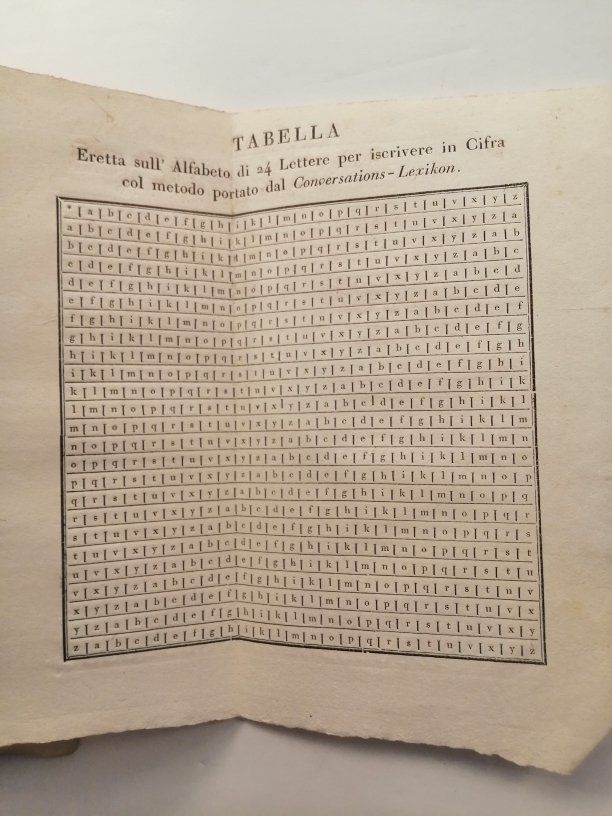 TABELLA
Eretta sull' Alfabeto di 24 Lettere per iscrivere in Cifra
col metodo portato dal Conversations-Lexikon.
* a b c d e f g h i k l m n o p q r s t u v x y z
a b c d e f g h i k l m n o p q r s t u v x y z a
b c d e f g h i k l m n o p q r s t u v x y z a b
c d e f g h i k l m n o p q r s t u v x y z a b c
d e f g h i k l m n o p q r s t u v x y z a b c d
e f g h i k l m n o p q r s t u v x y z a b c d e
f g h i k l m n o p q r s t u v x y z a b c d e f
g h i k l m n o p q r s t u v x y z a b c d e f g
h i k l m n o p q r s t u v x y z a b c d e f g h
i k l m n o p q r s t u v x y z a b c d e f g h i
k l m n o p q r s t u v x y z a b c d e f g h i k
l m n o p q r s t u v x y z a b c d e f g h i k l
m n o p q r s t u v x y z a b c d e f g h i k l m
n o p q r s t u v x y z a b c d e f g h i k l m n
o p q r s t u v x y z a b c d e f g h i k l m n o
p q r s t u v x y z a b c d e f g h i k l m n o p
q r s t u v x y z a b c d e f g h i k l m n o p q
r s t u v x y z a b c d e f g h i k l m n o p q r
s t u v x y z a b c d e f g h i k l m n o p q r s
t u v x y z a b c d e f g h i k l m n o p q r s t
u v x y z a b c d e f g h i k l m n o p q r s t u
v x y z a b c d e f g h i k l m n o p q r s t u v
x y z a b c d e f g h i k l m n o p q r s t u v x
y z a b c d e f g h i k l m n o p q r s t u v x y
z a b c d e f g h i k l m n o p q r s t u v x y z